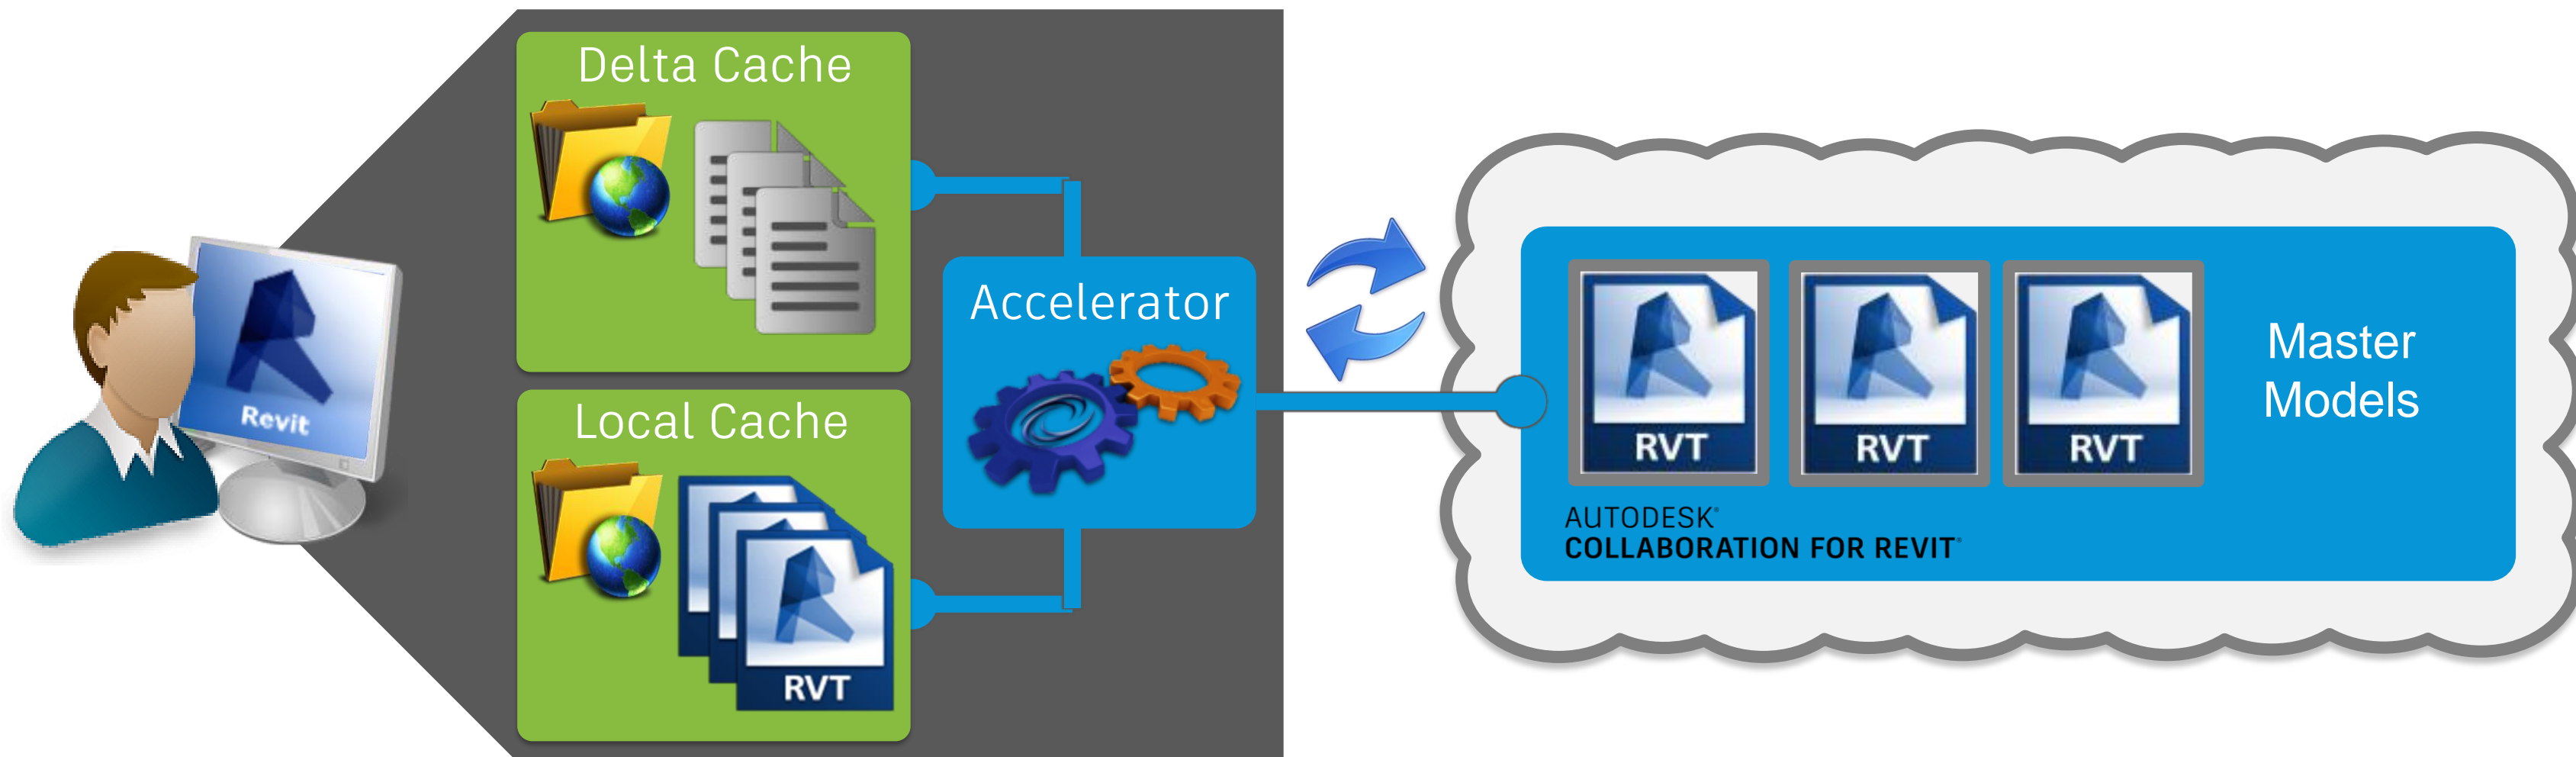 Delta Cache
Revit
Local Cache
RVT
Accelerator
RVT
RVT
RVT
Master
Models
AUTODESK®
COLLABORATION FOR REVIT®